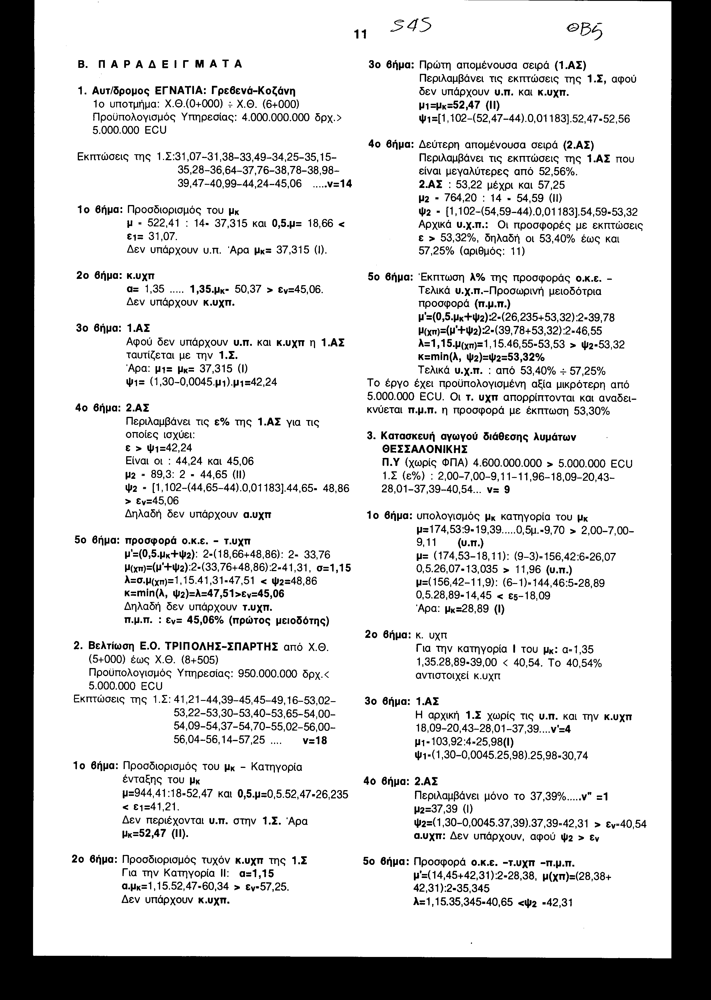 11
S45
ΘB5
Β. ΠΑΡΑΔΕΙΓΜΑΤΑ
1. Αυτ/δρομος ΕΓΝΑΤΙΑ: Γρεβενά-Κοζάνη
1ο υποτμήμα: Χ.Θ.(0+000) ÷ Χ.Θ. (6+000)
Προϋπολογισμός Υπηρεσίας: 4.000.000.000 δρχ.>
5.000.000 ECU
Εκπτώσεις της 1.Σ:31,07-31,38-33,49-34,25-35,15-
35,28-36,64-37,76-38,78-38,98-
39,47-40,99-44,24-45,06 .....ν=14
1ο βήμα: Προσδιορισμός του μκ
μ = 522,41 : 14= 37,315 και 0,5.μ= 18,66 <
ε1= 31,07.
Δεν υπάρχουν υ.π. Άρα μκ= 37,315 (Ι).
2ο βήμα: κ.υχπ
α= 1,35 ..... 1,35.μκ= 50,37 > εν=45,06.
Δεν υπάρχουν κ.υχπ.
3ο βήμα: 1.ΑΣ
Αφού δεν υπάρχουν υ.π. και κ.υχπ η 1.ΑΣ
ταυτίζεται με την 1.Σ.
Άρα: μ1= μκ= 37,315 (Ι)
ψ1= (1,30-0,0045.μ1).μ1=42,24
4ο βήμα: 2.ΑΣ
Περιλαμβάνει τις ε% της 1.ΑΣ για τις
οποίες ισχύει:
ε > ψ1=42,24
Είναι οι : 44,24 και 45,06
μ2 = 89,3: 2 = 44,65 (ΙΙ)
ψ2 = [1,102-(44,65-44).0,01183].44,65= 48,86
> εν=45,06
Δηλαδή δεν υπάρχουν α.υχπ
5ο βήμα: προσφορά ο.κ.ε. - τ.υχπ
μ'=(0,5.μκ+ψ2): 2=(18,66+48,86): 2= 33,76
μ(χπ)=(μ'+ψ2):2=(33,76+48,86):2=41,31, σ=1,15
λ=σ.μ(χπ)=1,15.41,31=47,51 < ψ2=48,86
κ=min(λ, ψ2)=λ=47,51>εν=45,06
Δηλαδή δεν υπάρχουν τ.υχπ.
π.μ.π. : εν= 45,06% (πρώτος μειοδότης)
2. Βελτίωση Ε.Ο. ΤΡΙΠΟΛΗΣ-ΣΠΑΡΤΗΣ από Χ.Θ.
(5+000) έως Χ.Θ. (8+505)
Προϋπολογισμός Υπηρεσίας: 950.000.000 δρχ.<
5.000.000 ECU
Εκπτώσεις της 1.Σ: 41,21-44,39-45,45-49,16-53,02-
53,22-53,30-53,40-53,65-54,00-
54,09-54,37-54,70-55,02-56,00-
56,04-56,14-57,25 .... ν=18
1ο βήμα: Προσδιορισμός του μκ - Κατηγορία
ένταξης του μκ
μ=944,41:18=52,47 και 0,5.μ=0,5.52,47=26,235
< ε1=41,21.
Δεν περιέχονται υ.π. στην 1.Σ. Άρα
μκ=52,47 (ΙΙ).
2ο βήμα: Προσδιορισμός τυχόν κ.υχπ της 1.Σ
Για την Κατηγορία ΙΙ: α=1,15
α.μκ=1,15.52,47=60,34 > εν=57,25.
Δεν υπάρχουν κ.υχπ.
3ο βήμα: Πρώτη απομένουσα σειρά (1.ΑΣ)
Περιλαμβάνει τις εκπτώσεις της 1.Σ, αφού
δεν υπάρχουν υ.π. και κ.υχπ.
μ1=μκ=52,47 (ΙΙ)
ψ1=[1,102-(52,47-44).0,01183].52,47=52,56
4ο βήμα: Δεύτερη απομένουσα σειρά (2.ΑΣ)
Περιλαμβάνει τις εκπτώσεις της 1.ΑΣ που
είναι μεγαλύτερες από 52,56%.
2.ΑΣ : 53,22 μέχρι και 57,25
μ2 = 764,20 : 14 = 54,59 (ΙΙ)
ψ2 = [1,102-(54,59-44).0,01183].54,59=53,32
Αρχικά υ.χ.π.: Οι προσφορές με εκπτώσεις
ε > 53,32%, δηλαδή οι 53,40% έως και
57,25% (αριθμός: 11)
5ο βήμα: Έκπτωση λ% της προσφοράς ο.κ.ε. -
Τελικά υ.χ.π.-Προσωρινή μειοδότρια
προσφορά (π.μ.π.)
μ'=(0,5.μκ+ψ2):2=(26,235+53,32):2=39,78
μ(χπ)=(μ'+ψ2):2=(39,78+53,32):2=46,55
λ=1,15.μ(χπ)=1,15.46,55=53,53 > ψ2=53,32
κ=min(λ, ψ2)=ψ2=53,32%
Τελικά υ.χ.π. : από 53,40% ÷ 57,25%
Το έργο έχει προϋπολογισμένη αξία μικρότερη από
5.000.000 ECU. Οι τ. υχπ απορρίπτονται και αναδει-
κνύεται π.μ.π. η προσφορά με έκπτωση 53,30%
3. Κατασκευή αγωγού διάθεσης λυμάτων
ΘΕΣΣΑΛΟΝΙΚΗΣ
Π.Υ (χωρίς ΦΠΑ) 4.600.000.000 > 5.000.000 ECU
1.Σ (ε%) : 2,00-7,00-9,11-11,96-18,09-20,43-
28,01-37,39-40,54... ν= 9
1ο βήμα: υπολογισμός μκ κατηγορία του μκ
μ=174,53:9=19,39.....0,5μ.=9,70 > 2,00-7,00-
9,11 (υ.π.)
μ= (174,53-18,11): (9-3)=156,42:6=26,07
0,5.26,07=13,035 > 11,96 (υ.π.)
μ=(156,42-11,9): (6-1)=144,46:5=28,89
0,5.28,89=14,45 < ε5-18,09
Άρα: μκ=28,89 (Ι)
2ο βήμα: κ. υχπ
Για την κατηγορία Ι του μκ: α=1,35
1,35.28,89=39,00 < 40,54. Το 40,54%
αντιστοιχεί κ.υχπ
3ο βήμα: 1.ΑΣ
Η αρχική 1.Σ χωρίς τις υ.π. και την κ.υχπ
18,09-20,43-28,01-37,39....ν'=4
μ1=103,92:4=25,98(Ι)
ψ1=(1,30-0,0045.25,98).25,98=30,74
4ο βήμα: 2.ΑΣ
Περιλαμβάνει μόνο το 37,39%.....ν" =1
μ2=37,39 (Ι)
ψ2=(1,30-0,0045.37,39).37,39=42,31 > εν=40,54
α.υχπ: Δεν υπάρχουν, αφού ψ2 > εν
5ο βήμα: Προσφορά ο.κ.ε. -τ.υχπ -π.μ.π.
μ'=(14,45+42,31):2=28,38, μ(χπ)=(28,38+
42,31):2=35,345
λ=1,15.35,345=40,65 <ψ2 =42,31